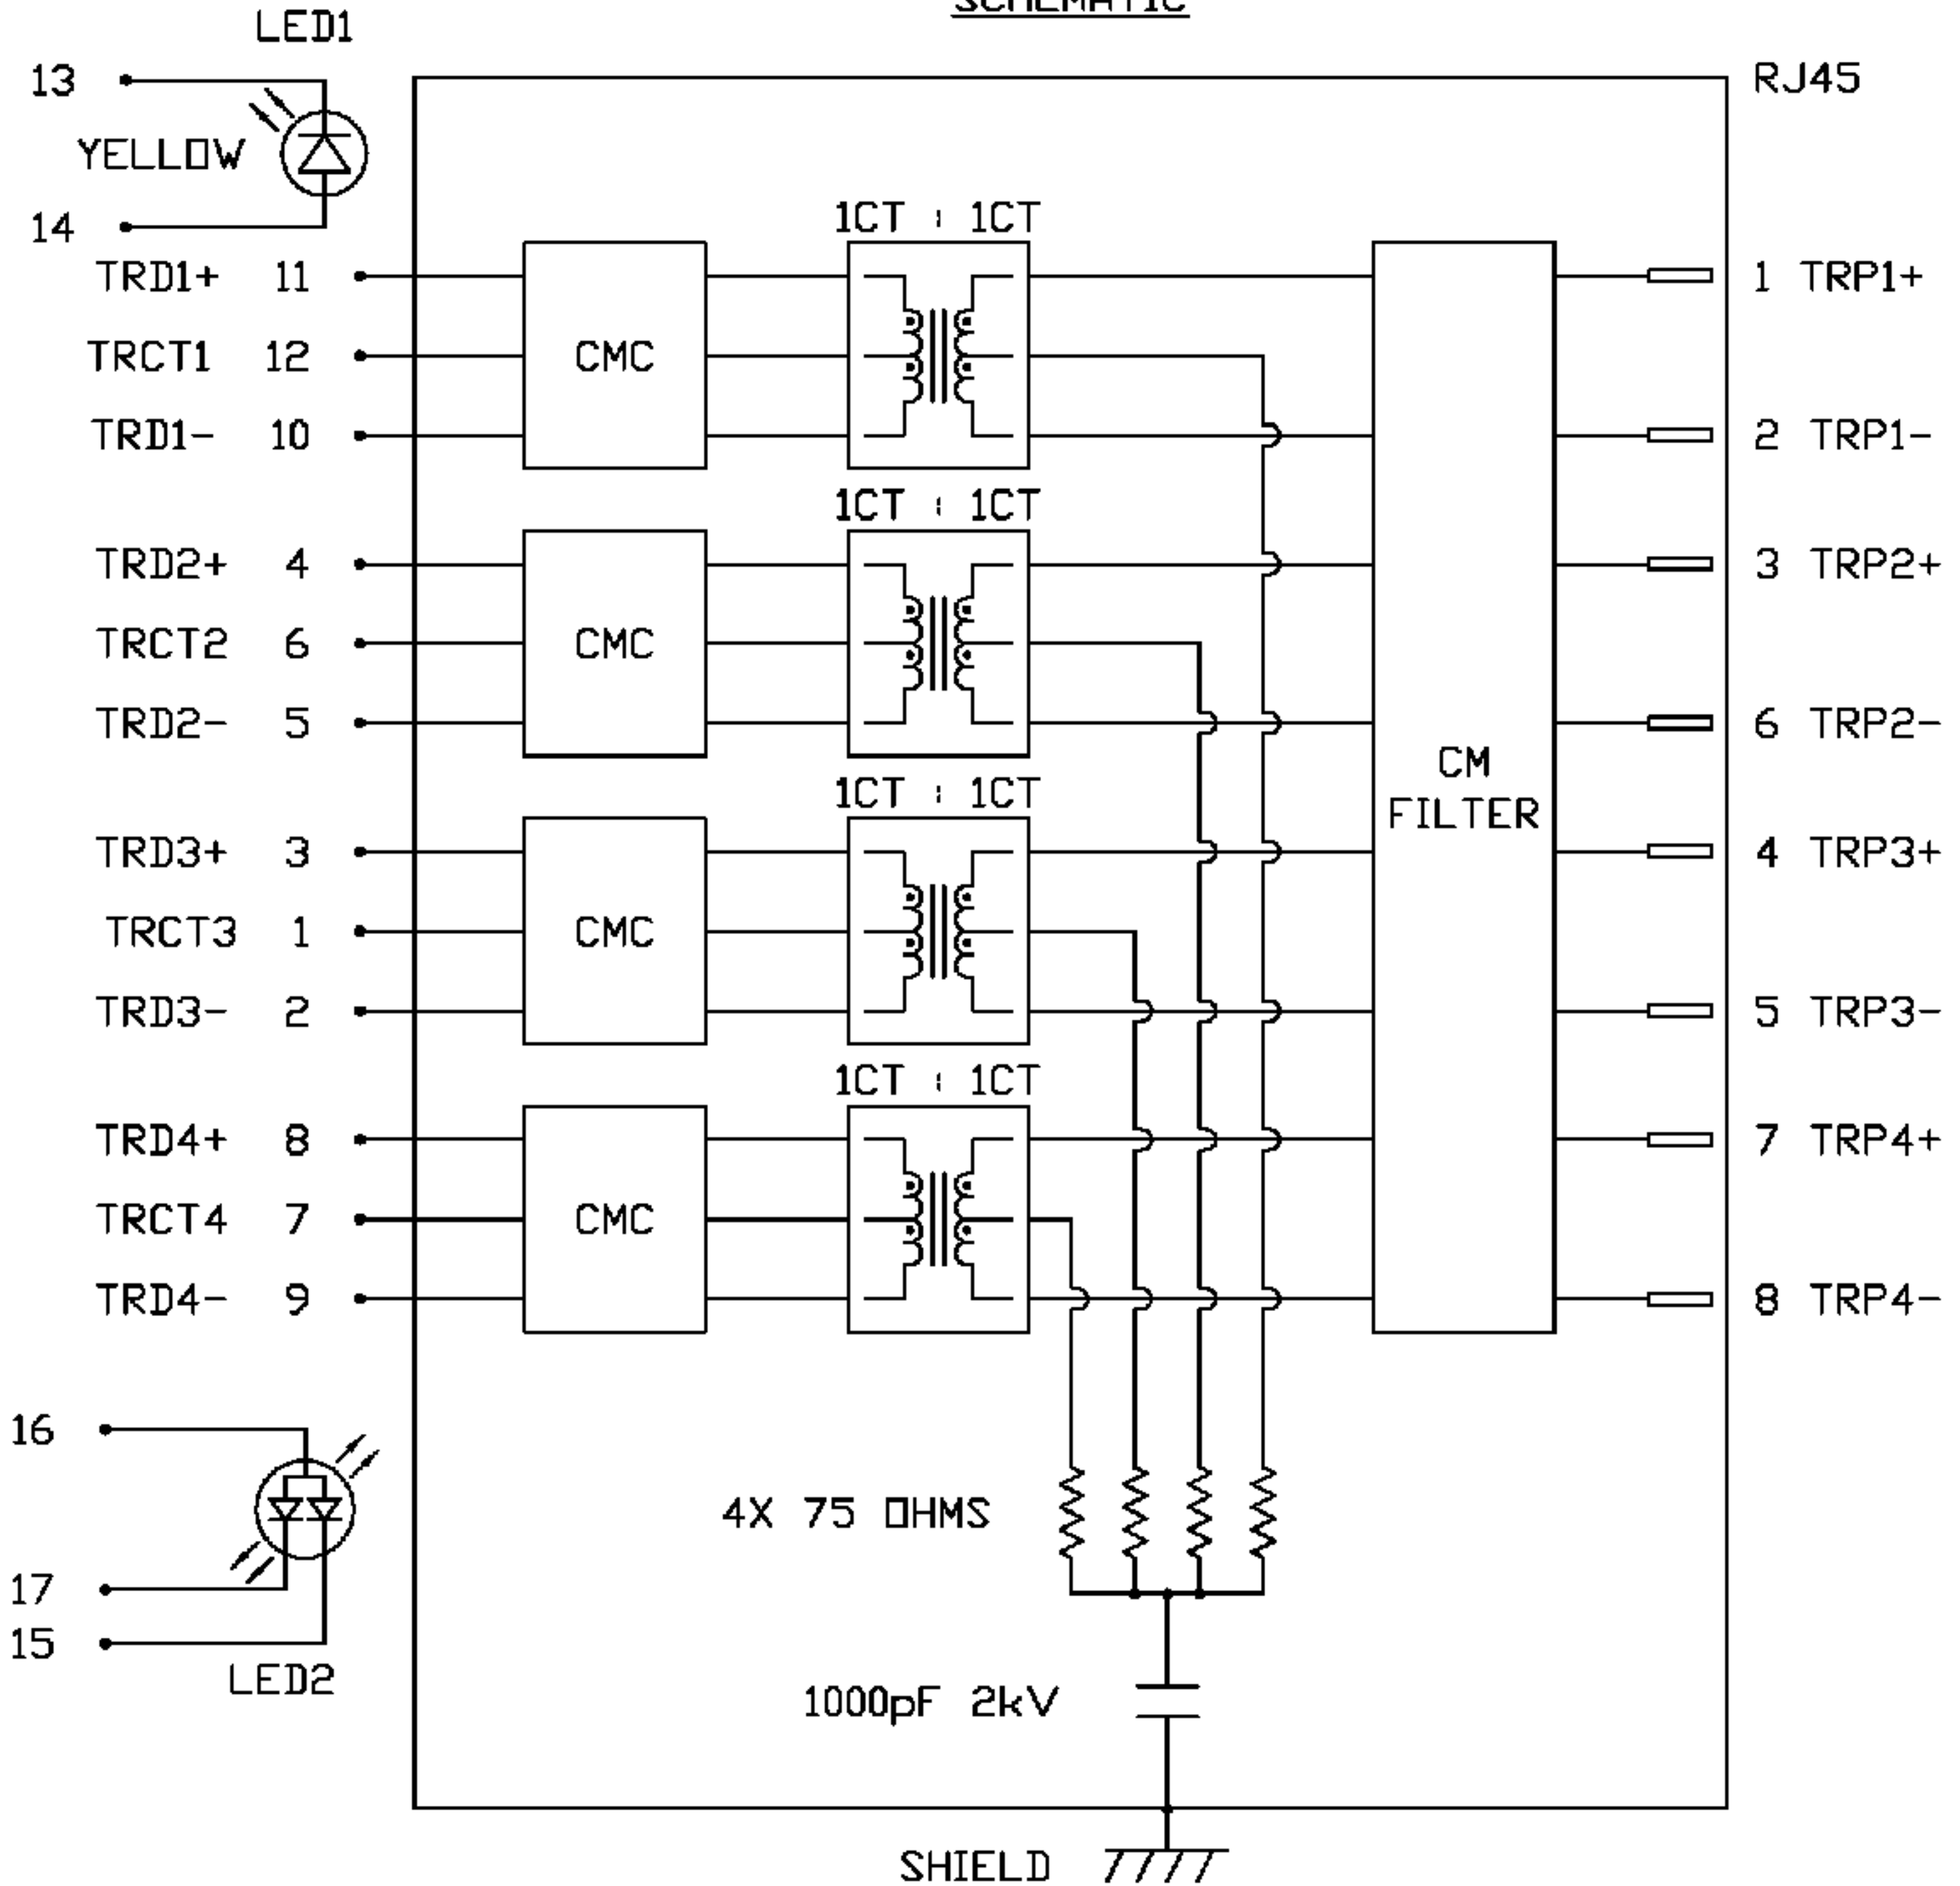 SCHEMATIC
LED1
13
RJ45
YELLOW
14
1CT : 1CT
TRD1+ 11
1 TRP1+
TRCT1 12
CMC
TRD1- 10
2 TRP1-
1CT : 1CT
TRD2+ 4
3 TRP2+
TRCT2 6
CMC
TRD2- 5
6 TRP2-
CM
FILTER
1CT : 1CT
TRD3+ 3
4 TRP3+
TRCT3 1
CMC
TRD3- 2
5 TRP3-
1CT : 1CT
TRD4+ 8
7 TRP4+
TRCT4 7
CMC
TRD4- 9
8 TRP4-
16
4X 75 OHMS
17
15
LED2
1000pF 2kV
SHIELD